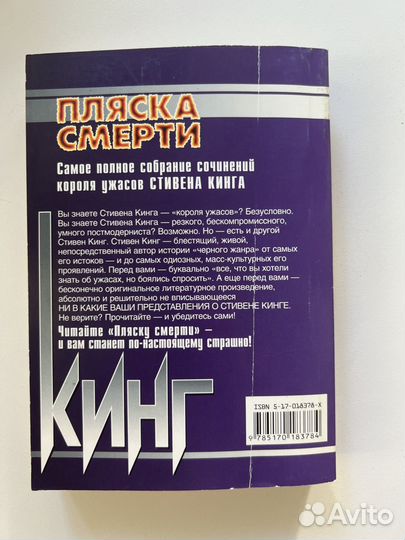 ПЛЯСКА
СМЕРТИ
Самое полное собрание сочинений
короля ужасов СТИВЕНА КИНГА
Вы знаете Стивена Кинга — «короля ужасов»? Безусловно.
Вы знаете Стивена Кинга — резкого, бескомпромиссного,
умного постмодерниста? Возможно. Но — есть и другой
Стивен Кинг. Стивен Кинг — блестящий, живой,
непосредственный автор истории "черного жанра" от самых
его истоков — и до самых одиозных, масс-культурных его
проявлений. Перед вами — буквально «все, что вы хотели
знать об ужасах, но боялись спросить». А еще перед вами —
бесконечно оригинальное литературное произведение,
абсолютно и решительно не вписывающееся
НИ В КАКИЕ ВАШИ ПРЕДСТАВЛЕНИЯ О СТИВЕНЕ КИНГЕ.
Не верите? Прочитайте — и убедитесь сами!
Читайте «Пляску смерти» —
и вам станет по-настоящему страшно!
КИНГ
ISBN 5-17-018378-X
9 785170 183784
Avito